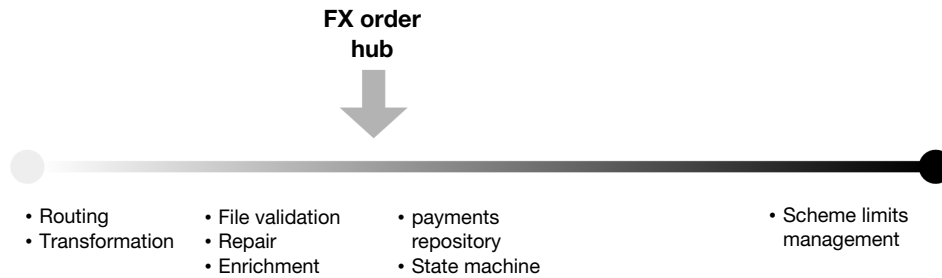 FX order
hub
• Routing
• Transformation
• File validation
• Repair
• Enrichment
• payments
repository
• State machine
• Scheme limits
management